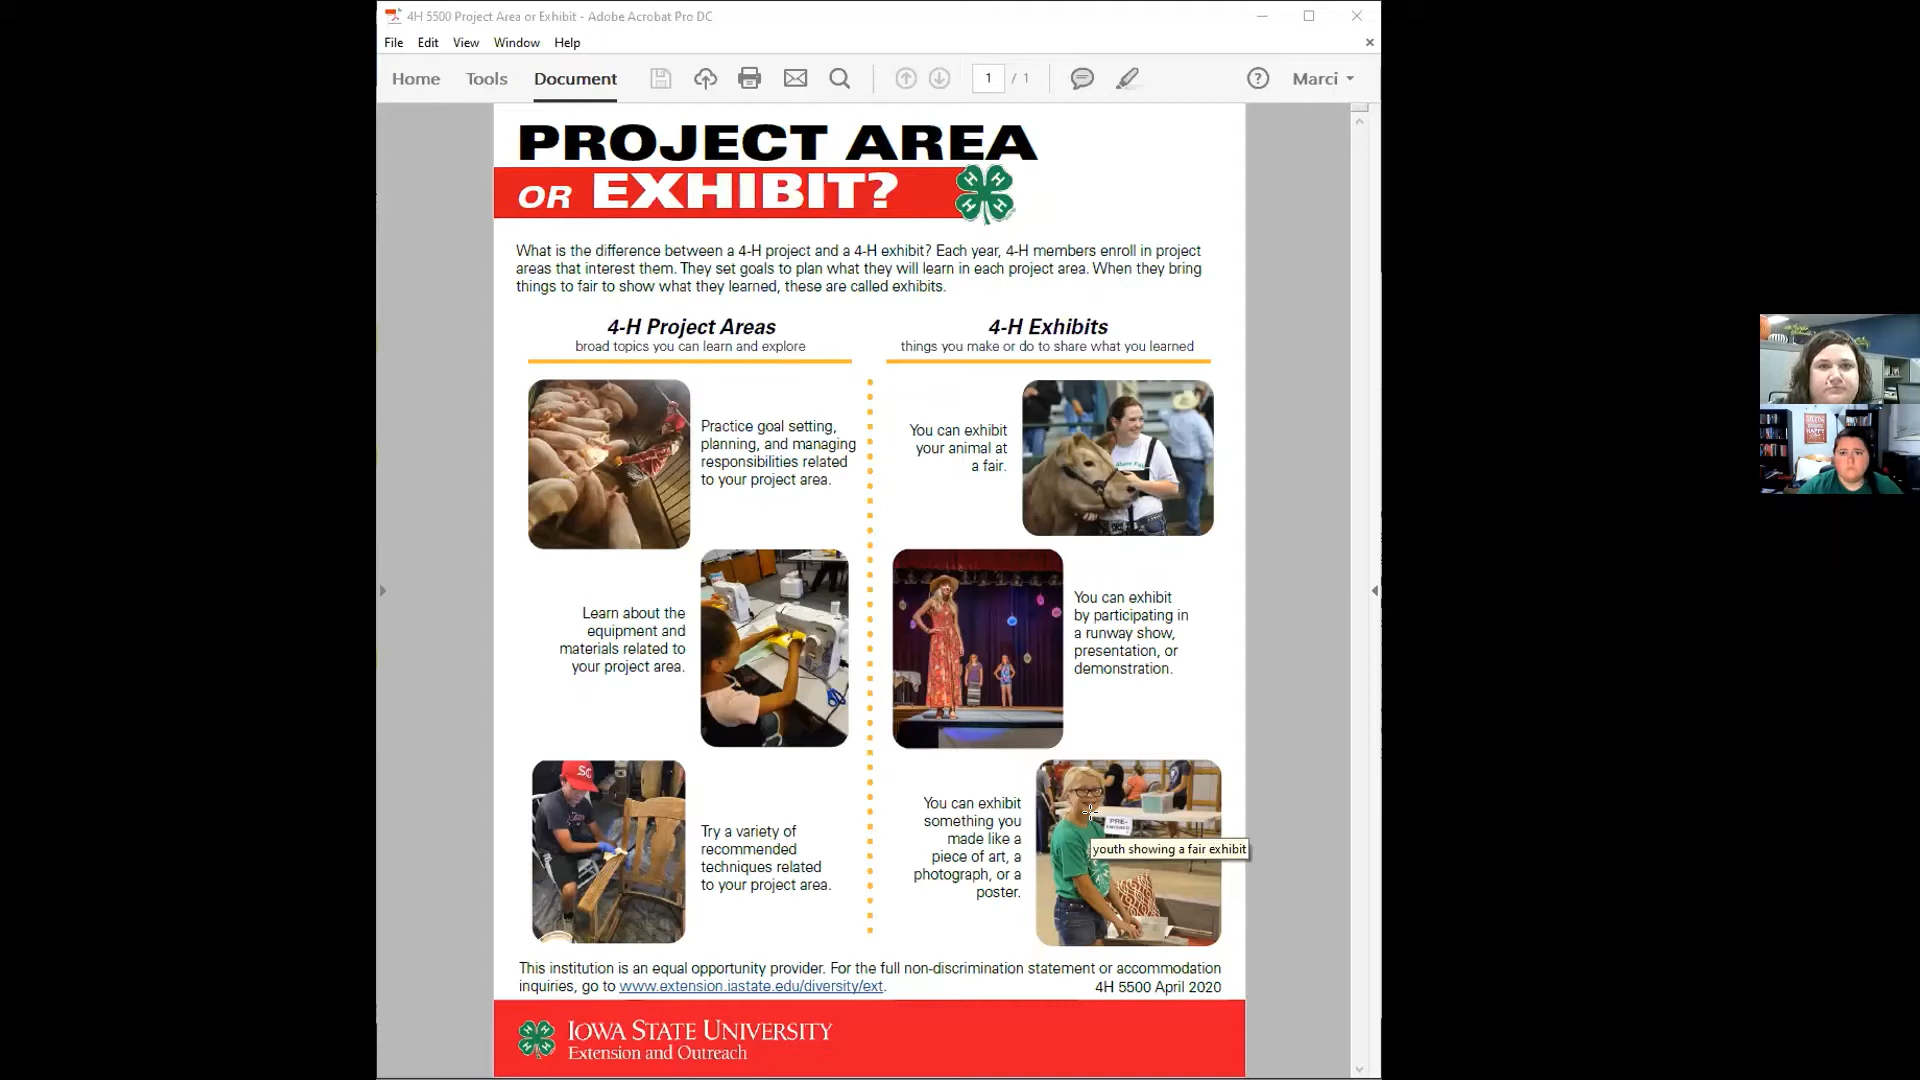 4H 5500 Project Area or Exhibit - Adobe Acrobat Pro DC
File Edit View Window Help
Home Tools Document 1 / 1 Marci
PROJECT AREA
OR EXHIBIT?
H H H H
What is the difference between a 4-H project and a 4-H exhibit? Each year, 4-H members enroll in project
areas that interest them. They set goals to plan what they will learn in each project area. When they bring
things to fair to show what they learned, these are called exhibits.
4-H Project Areas
broad topics you can learn and explore
Practice goal setting,
planning, and managing
responsibilities related
to your project area.
Learn about the
equipment and
materials related to
your project area.
SC
Try a variety of
recommended
techniques related
to your project area.
4-H Exhibits
things you make or do to share what you learned
You can exhibit
your animal at
a fair.
You can exhibit
by participating in
a runway show,
presentation, or
demonstration.
You can exhibit
something you
made like a
piece of art, a
photograph, or a
poster.
PRE-
youth showing a fair exhibit
This institution is an equal opportunity provider. For the full non-discrimination statement or accommodation
inquiries, go to www.extension.iastate.edu/diversity/ext.
4H 5500 April 2020
H H H H
IOWA STATE UNIVERSITY
Extension and Outreach
HAPPY